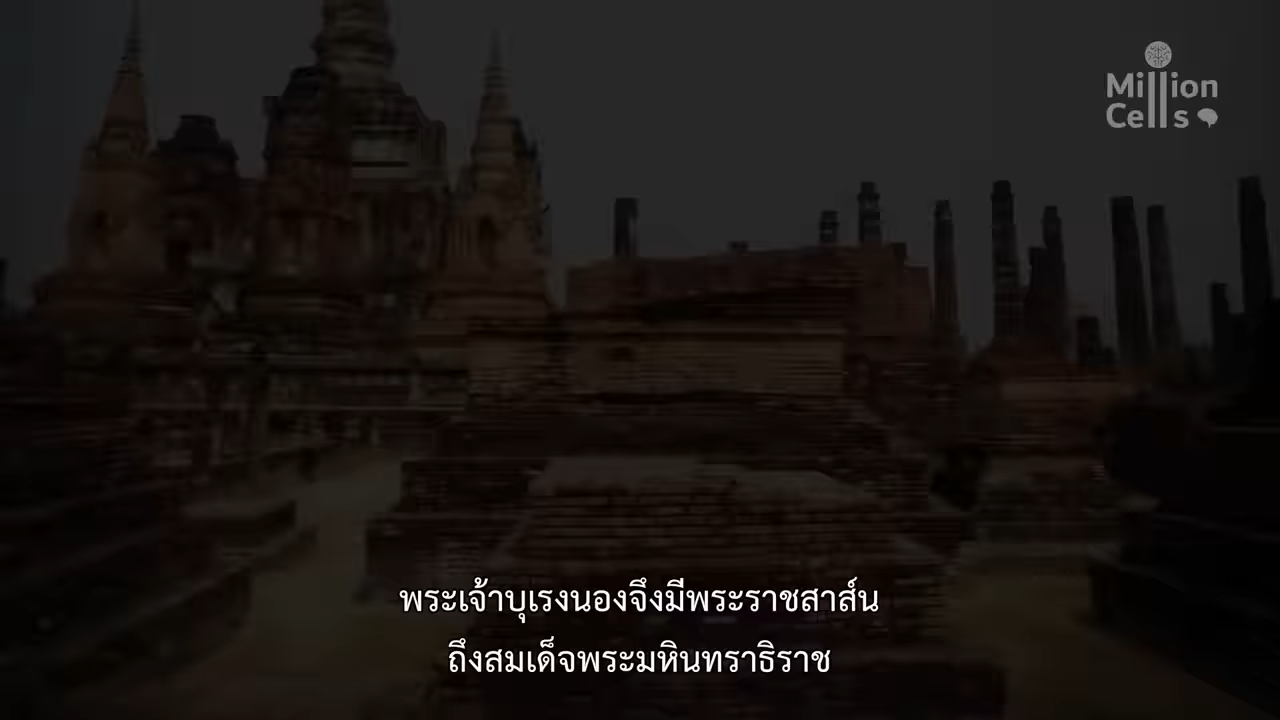 Million
Cells
พระเจ้าบุเรงนองจึงมีพระราชสาส์น
ถึงสมเด็จพระมหินทราธิราช